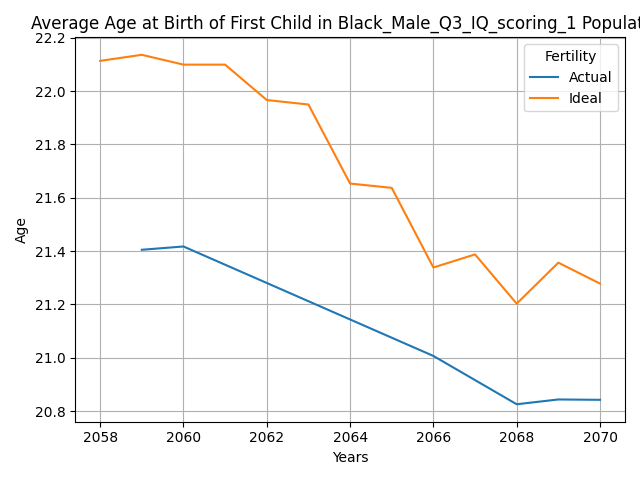 Average Age at Birth of First Child in Black_Male_Q3_IQ_scoring_1 Populat
22.2
22.0
21.8
21.6
21.4
21.2
21.0
20.8
Age
Fertility
Actual
Ideal
2058 2060 2062 2064 2066 2068 2070
Years